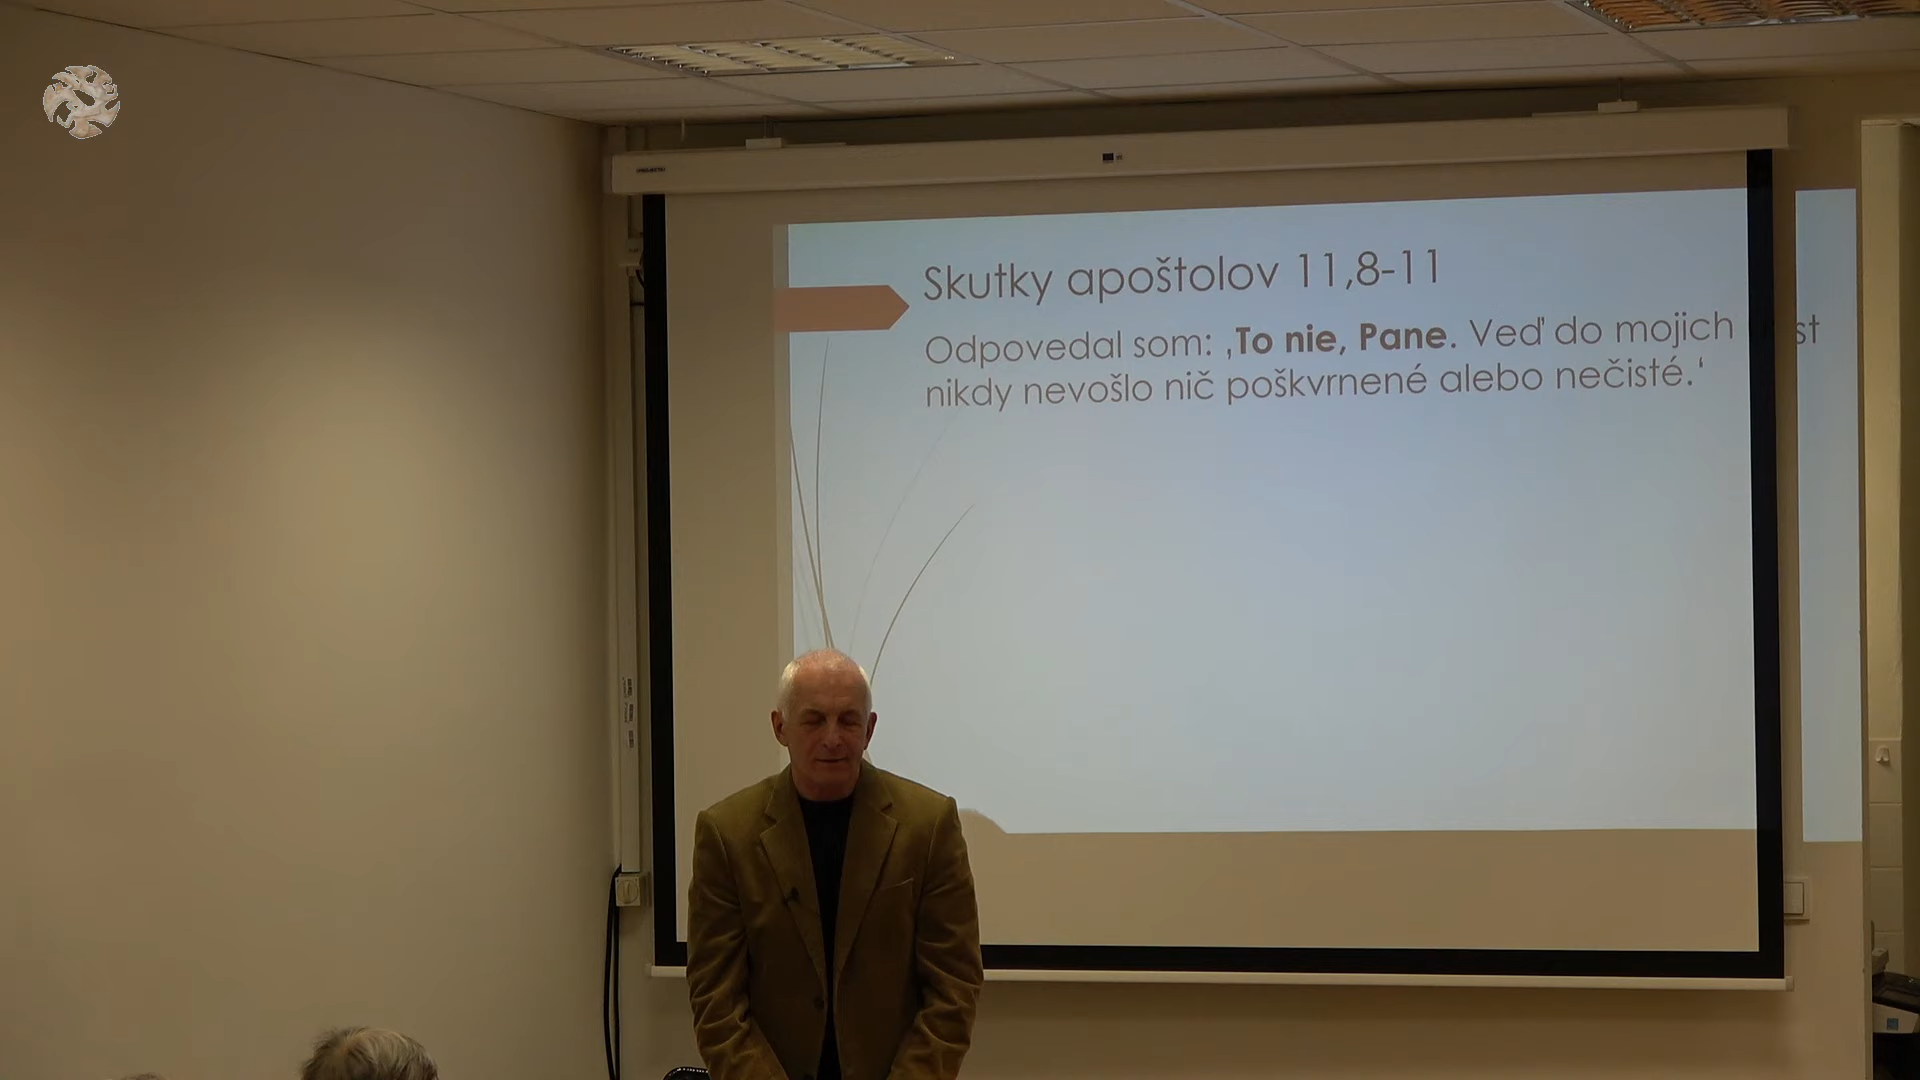 Skutky apoštolov 11,8-11
Odpovedal som: ‚To nie, Pane. Veď do mojich úst
nikdy nevošlo nič poškvrnené alebo nečisté.‘